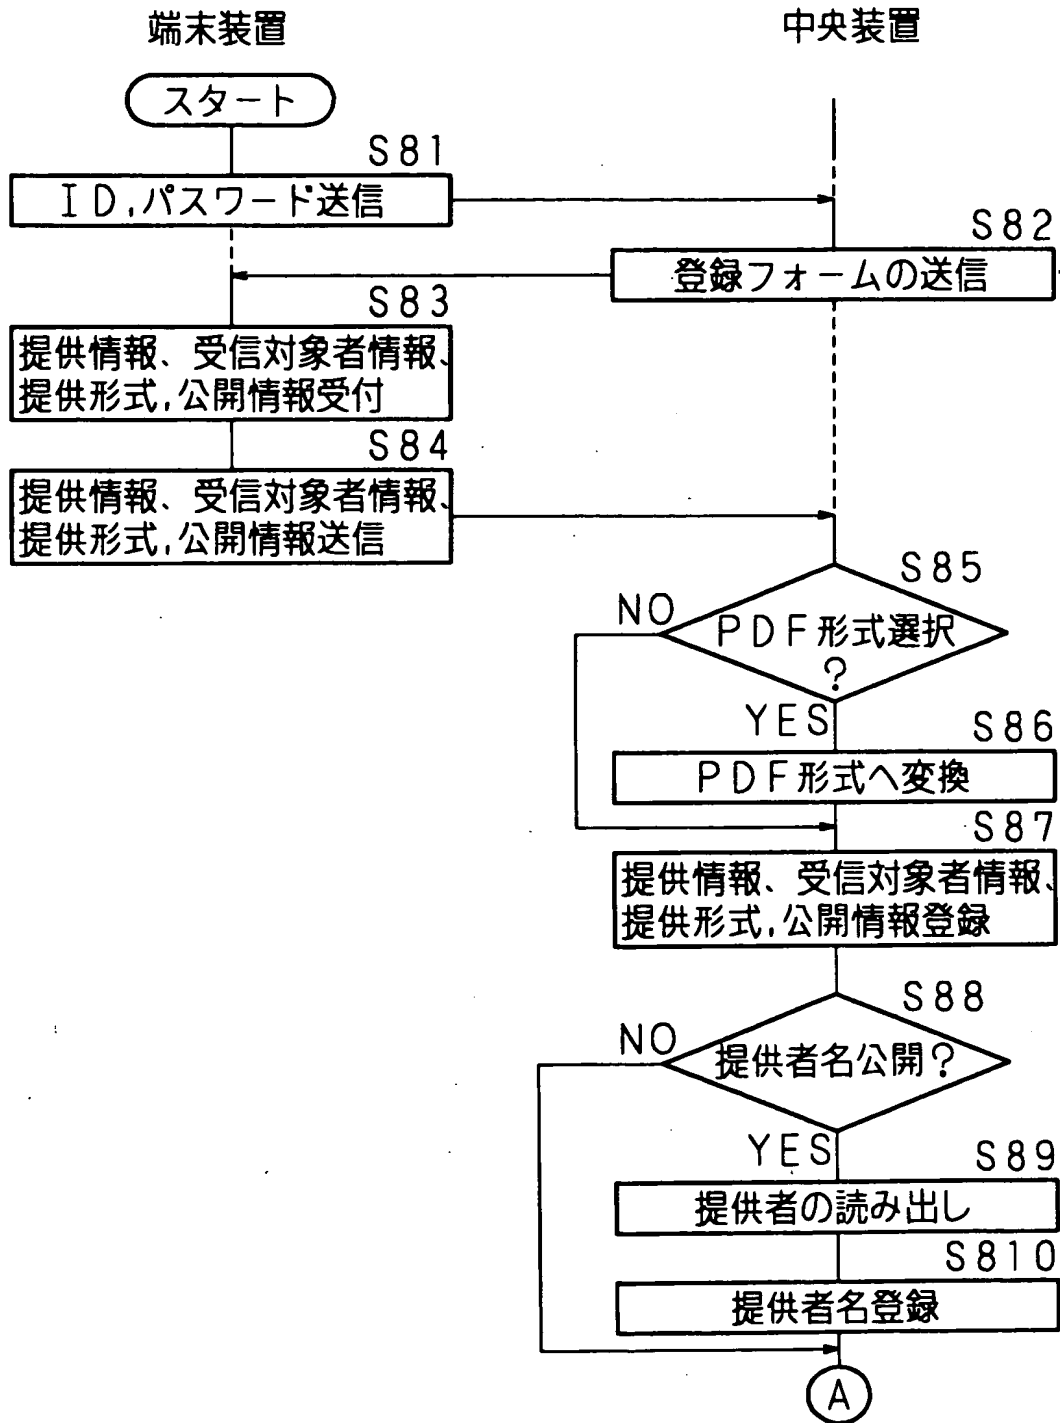 端末装置
中央装置
スタート
S81
ID,パスワード送信
S82
登録フォームの送信
S83
提供情報、受信対象者情報、
提供形式,公開情報受付
S84
提供情報、受信対象者情報、
提供形式,公開情報送信
S85
NO
PDF形式選択
?
YES
S86
PDF形式へ変換
S87
提供情報、受信対象者情報、
提供形式,公開情報登録
S88
NO
提供者名公開?
YES
S89
提供者の読み出し
S810
提供者名登録
A